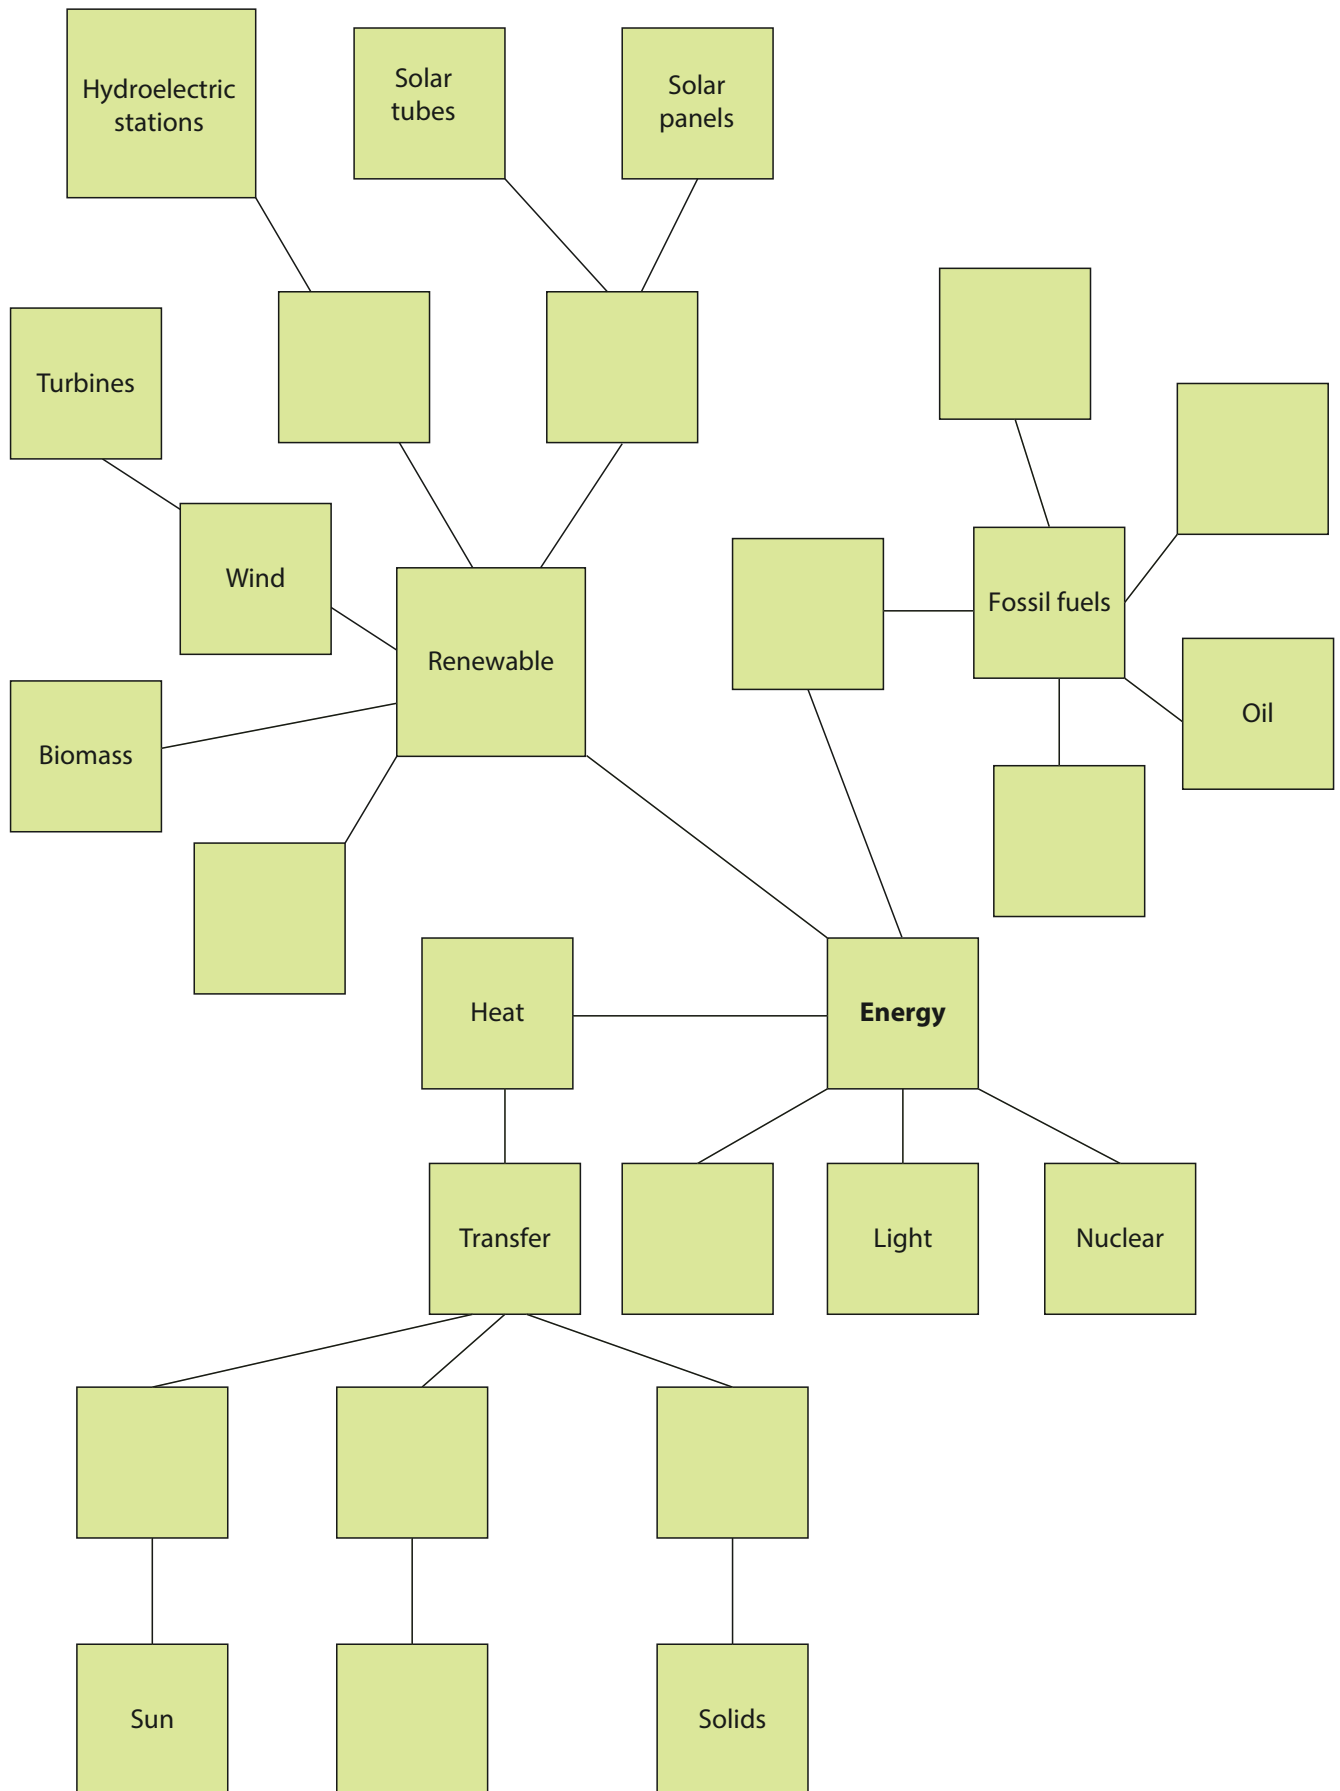 Hydroelectric
stations
Solar
tubes
Solar
panels
Turbines
Wind
Renewable
Fossil fuels
Oil
Biomass
Heat
Energy
Transfer
Light
Nuclear
Sun
Solids